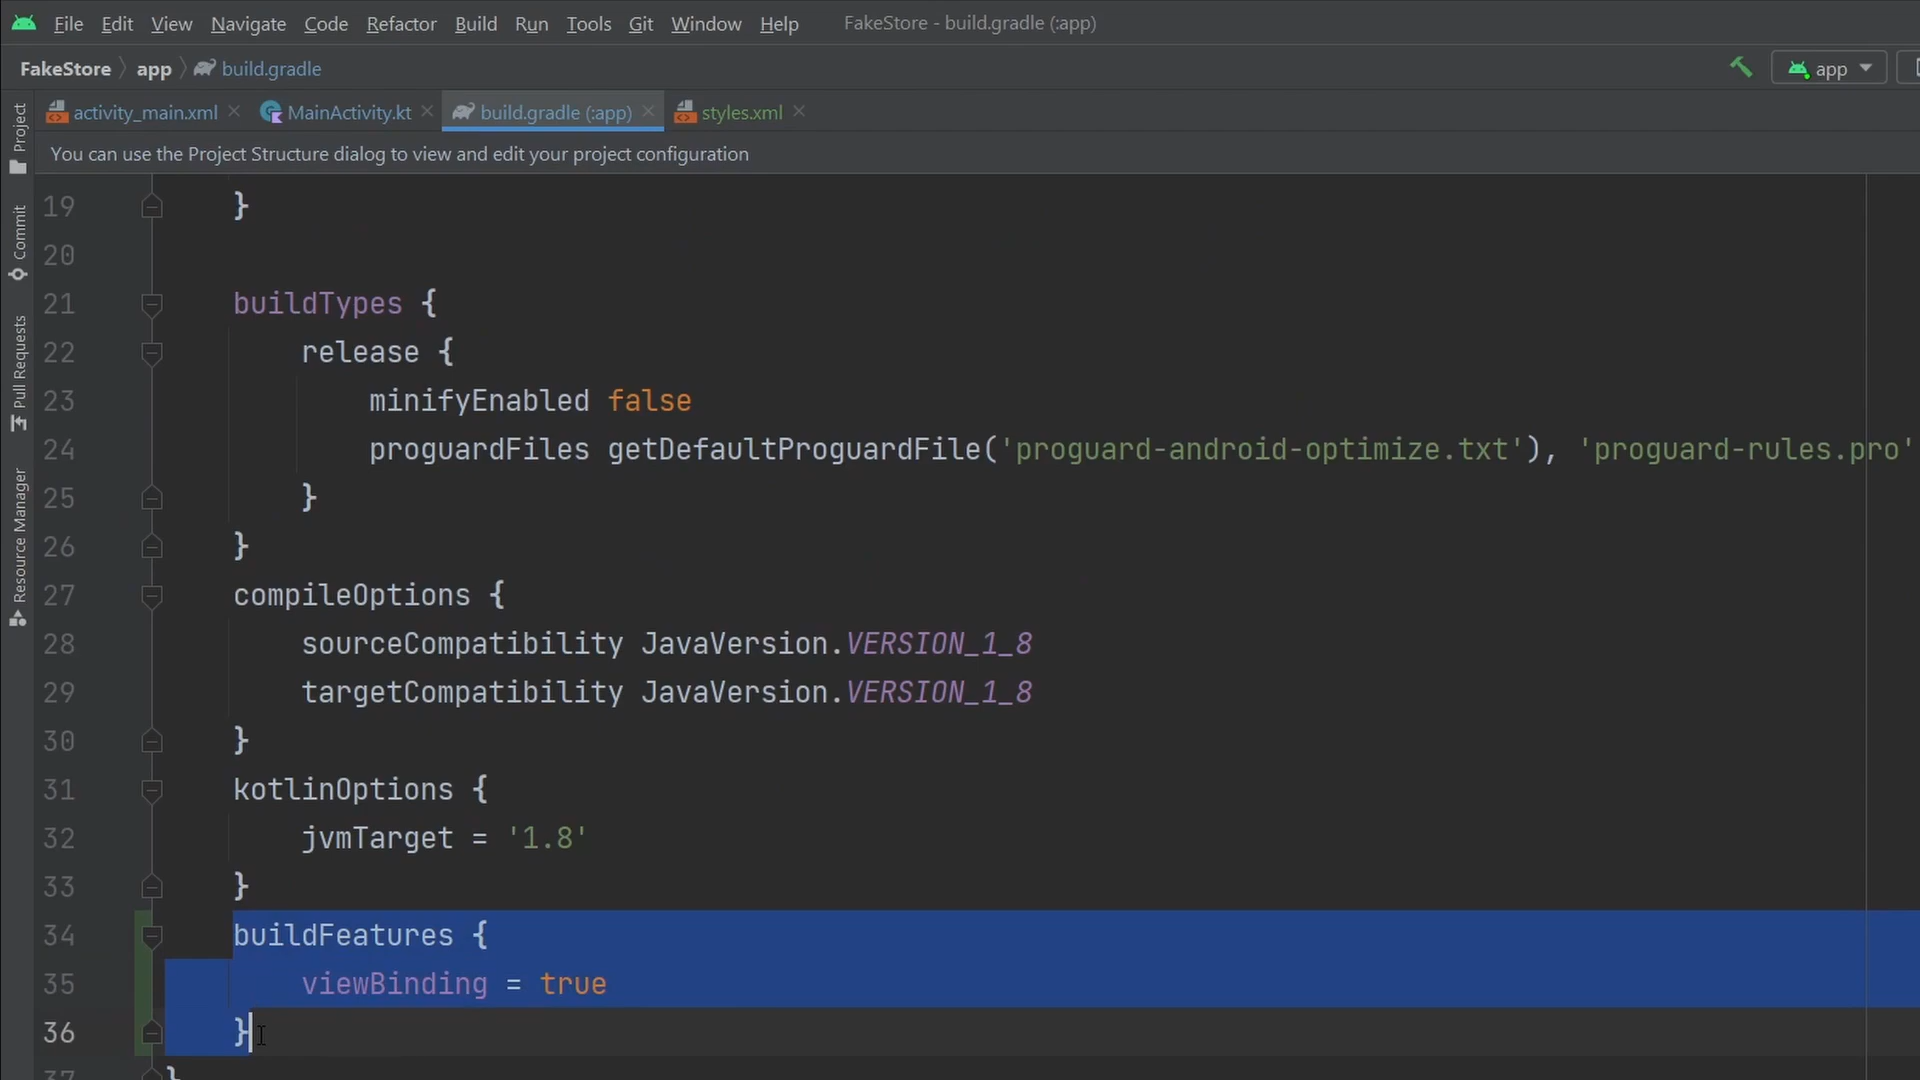 File Edit View Navigate Code Refactor Build Run Tools Git Window Help FakeStore - build.gradle (:app)
FakeStore app build.gradle app
activity_main.xml MainActivity.kt build.gradle (:app) styles.xml
You can use the Project Structure dialog to view and edit your project configuration
Project
Commit
Pull Requests
Resource Manager
19 }
20
21 buildTypes {
22 release {
23 minifyEnabled false
24 proguardFiles getDefaultProguardFile('proguard-android-optimize.txt'), 'proguard-rules.pro'
25 }
26 }
27 compileOptions {
28 sourceCompatibility JavaVersion.VERSION_1_8
29 targetCompatibility JavaVersion.VERSION_1_8
30 }
31 kotlinOptions {
32 jvmTarget = '1.8'
33 }
34 buildFeatures {
35 viewBinding = true
36 }
37 }